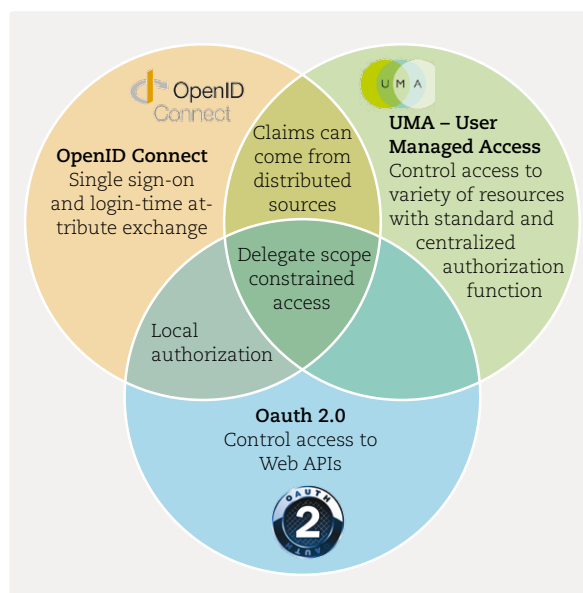 OpenID
Connect
OpenID Connect
Single sign-on
and login-time at-
tribute exchange
Claims can
come from
distributed
sources
U M A
UMA – User
Managed Access
Control access to
variety of resources
with standard and
centralized
authorization
function
Delegate scope
constrained
access
Local
authorization
Oauth 2.0
Control access to
Web APIs
OAUTH
2
AUTH